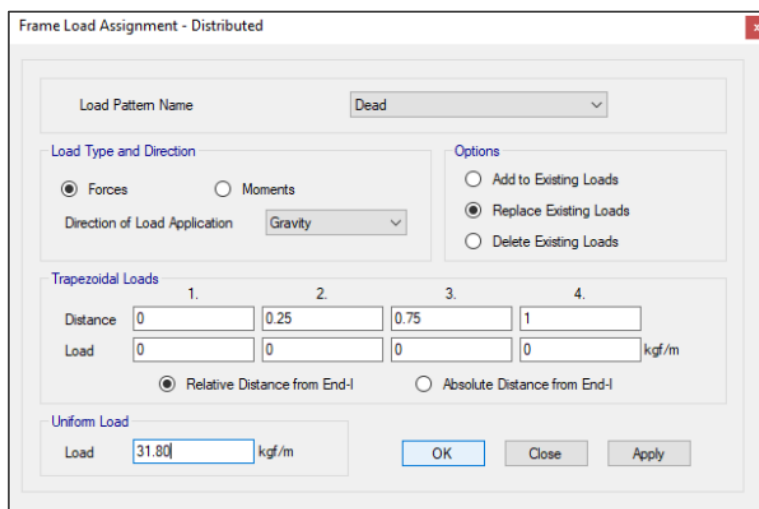 Frame Load Assignment - Distributed
x
Load Pattern Name Dead
Load Type and Direction
Forces Moments
Direction of Load Application Gravity
Options
Add to Existing Loads
Replace Existing Loads
Delete Existing Loads
Trapezoidal Loads
1. 2. 3. 4.
Distance 0 0.25 0.75 1
Load 0 0 0 0 kgf/m
Relative Distance from End-I Absolute Distance from End-I
Uniform Load
Load 31.80 kgf/m
OK Close Apply